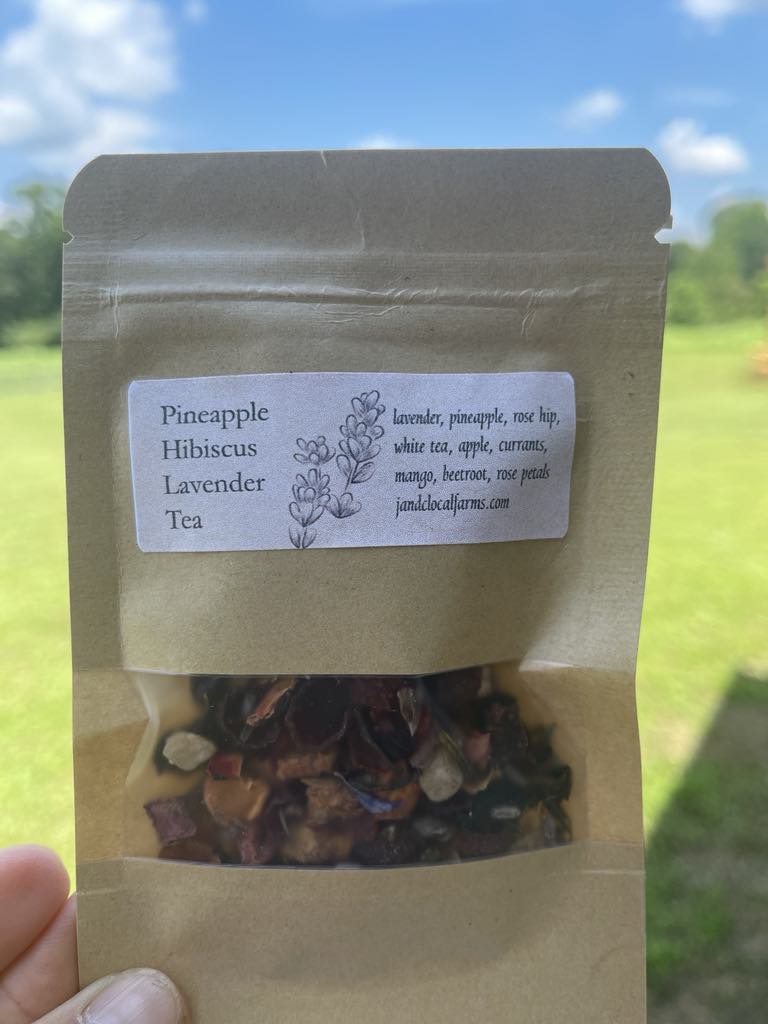 Pineapple
Hibiscus
Lavender
Tea
lavender, pineapple, rose hip,
white tea, apple, currants,
mango, beetroot, rose petals
jandclocalfarms.com